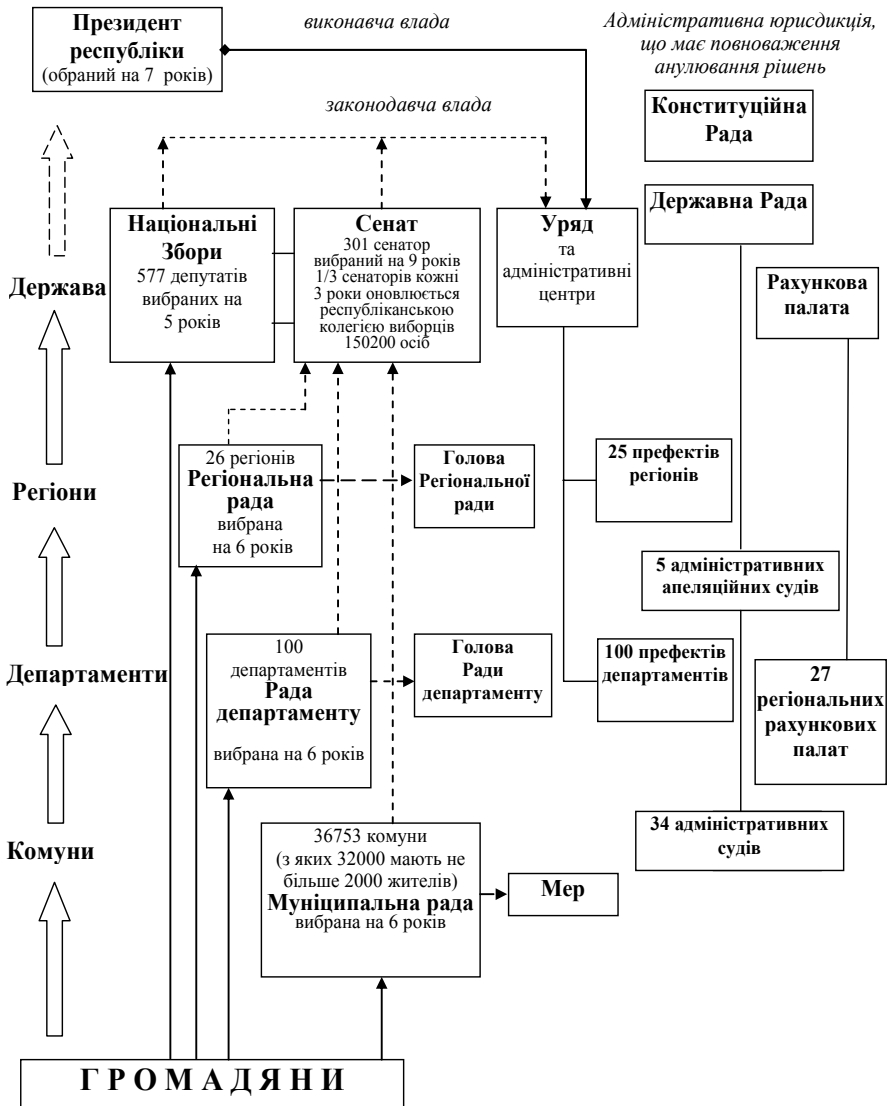 Президент
республіки
(обраний на 7 років)
виконавча влада
Адміністративна юрисдикція,
що має повноваження
анулювання рішень
законодавча влада
Конституційна
Рада
Національні
Збори
577 депутатів
вибраних на
5 років
Сенат
301 сенатор
вибраний на 9 років
1/3 сенаторів кожні
3 роки оновлюється
республіканською
колегією виборців
150200 осіб
Уряд
та
адміністративні
центри
Державна Рада
Держава
Рахункова
палата
26 регіонів
Регіональна
рада
вибрана
на 6 років
Голова
Регіональної
ради
25 префектів
регіонів
Регіони
5 адміністративних
апеляційних судів
100
департаментів
Рада
департаменту
вибрана на 6 років
Голова
Ради
департаменту
100 префектів
департаментів
Департаменти
27
регіональних
рахункових
палат
36753 комуни
(з яких 32000 мають не
більше 2000 жителів)
Муніципальна рада
вибрана на 6 років
Мер
34 адміністративних
судів
Комуни
ГРОМАДЯНИ